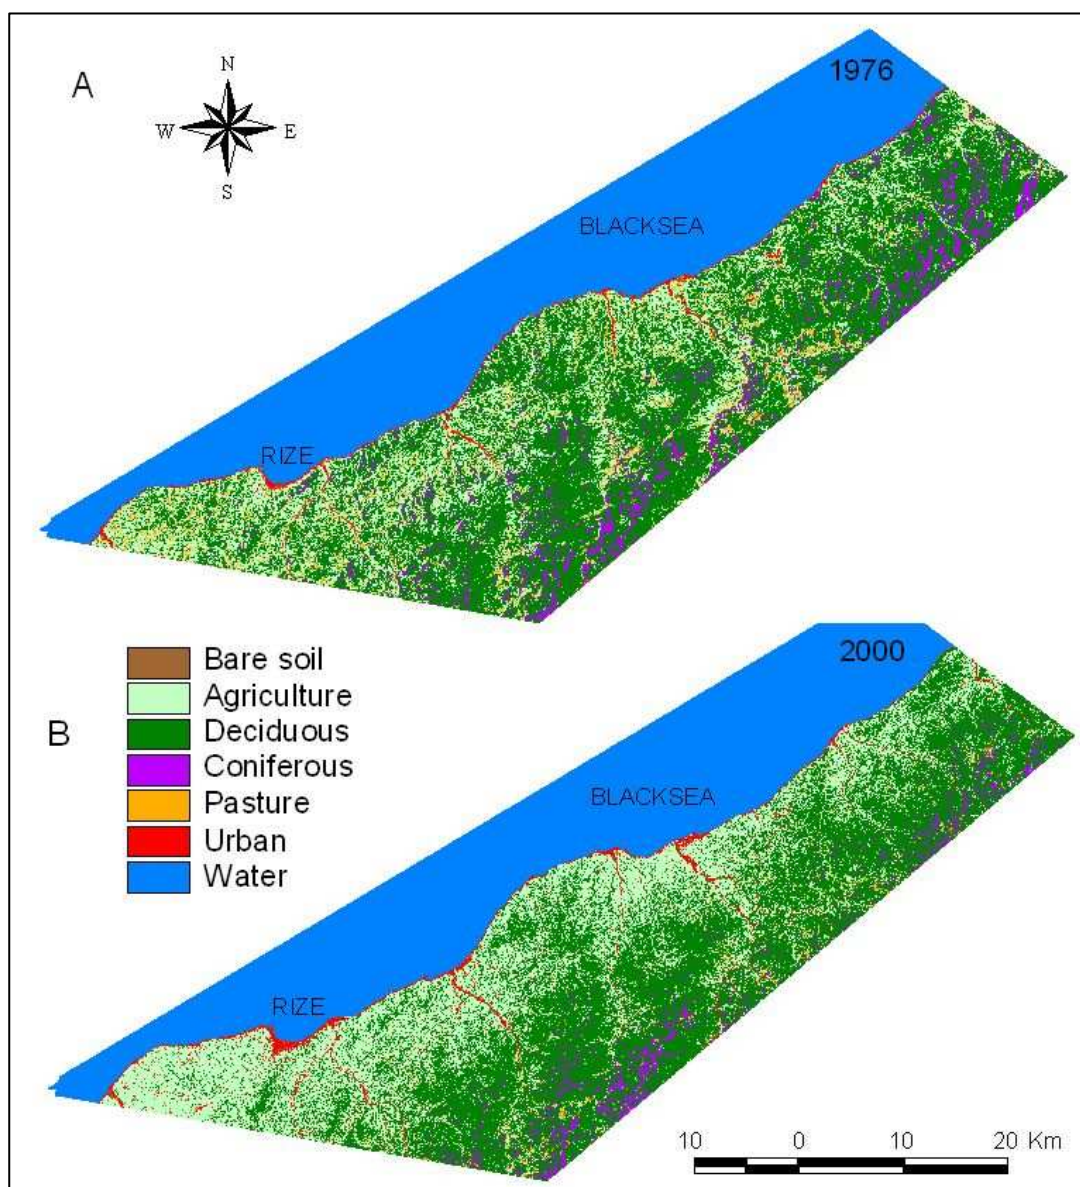 A
N
W E
S
1976
BLACKSEA
RIZE
B
Bare soil
Agriculture
Deciduous
Coniferous
Pasture
Urban
Water
2000
BLACKSEA
RIZE
10 0 10 20 Km